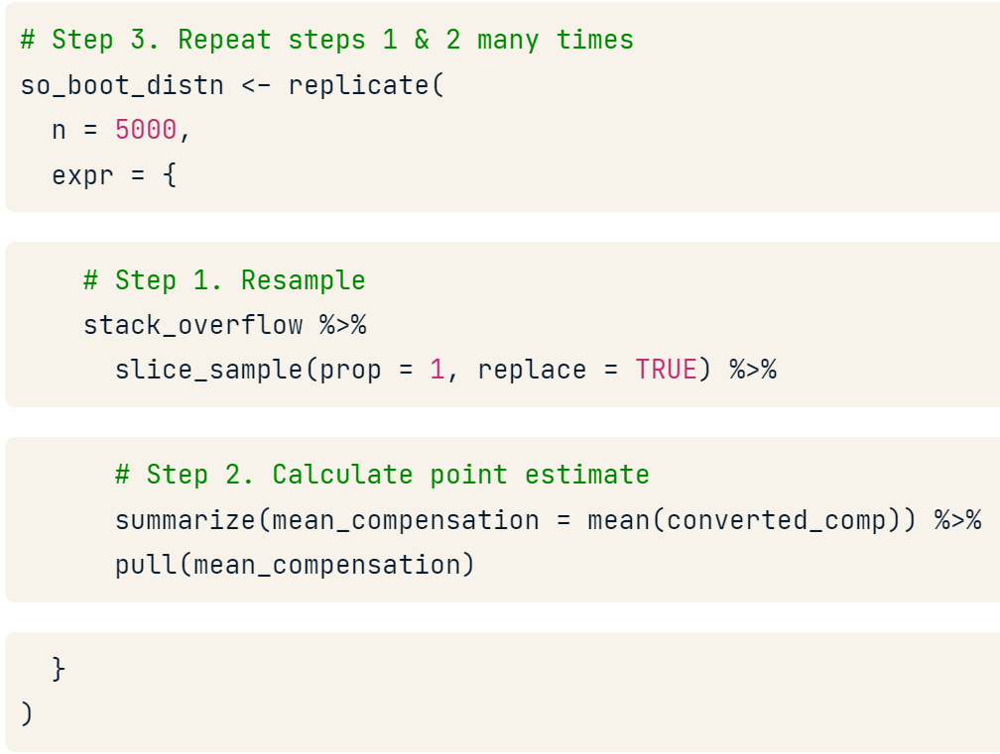 # Step 3. Repeat steps 1 & 2 many times
so_boot_distn <- replicate(
  n = 5000,
  expr = {
    # Step 1. Resample
    stack_overflow %>%
      slice_sample(prop = 1, replace = TRUE) %>%
      # Step 2. Calculate point estimate
      summarize(mean_compensation = mean(converted_comp)) %>%
      pull(mean_compensation)
  }
)